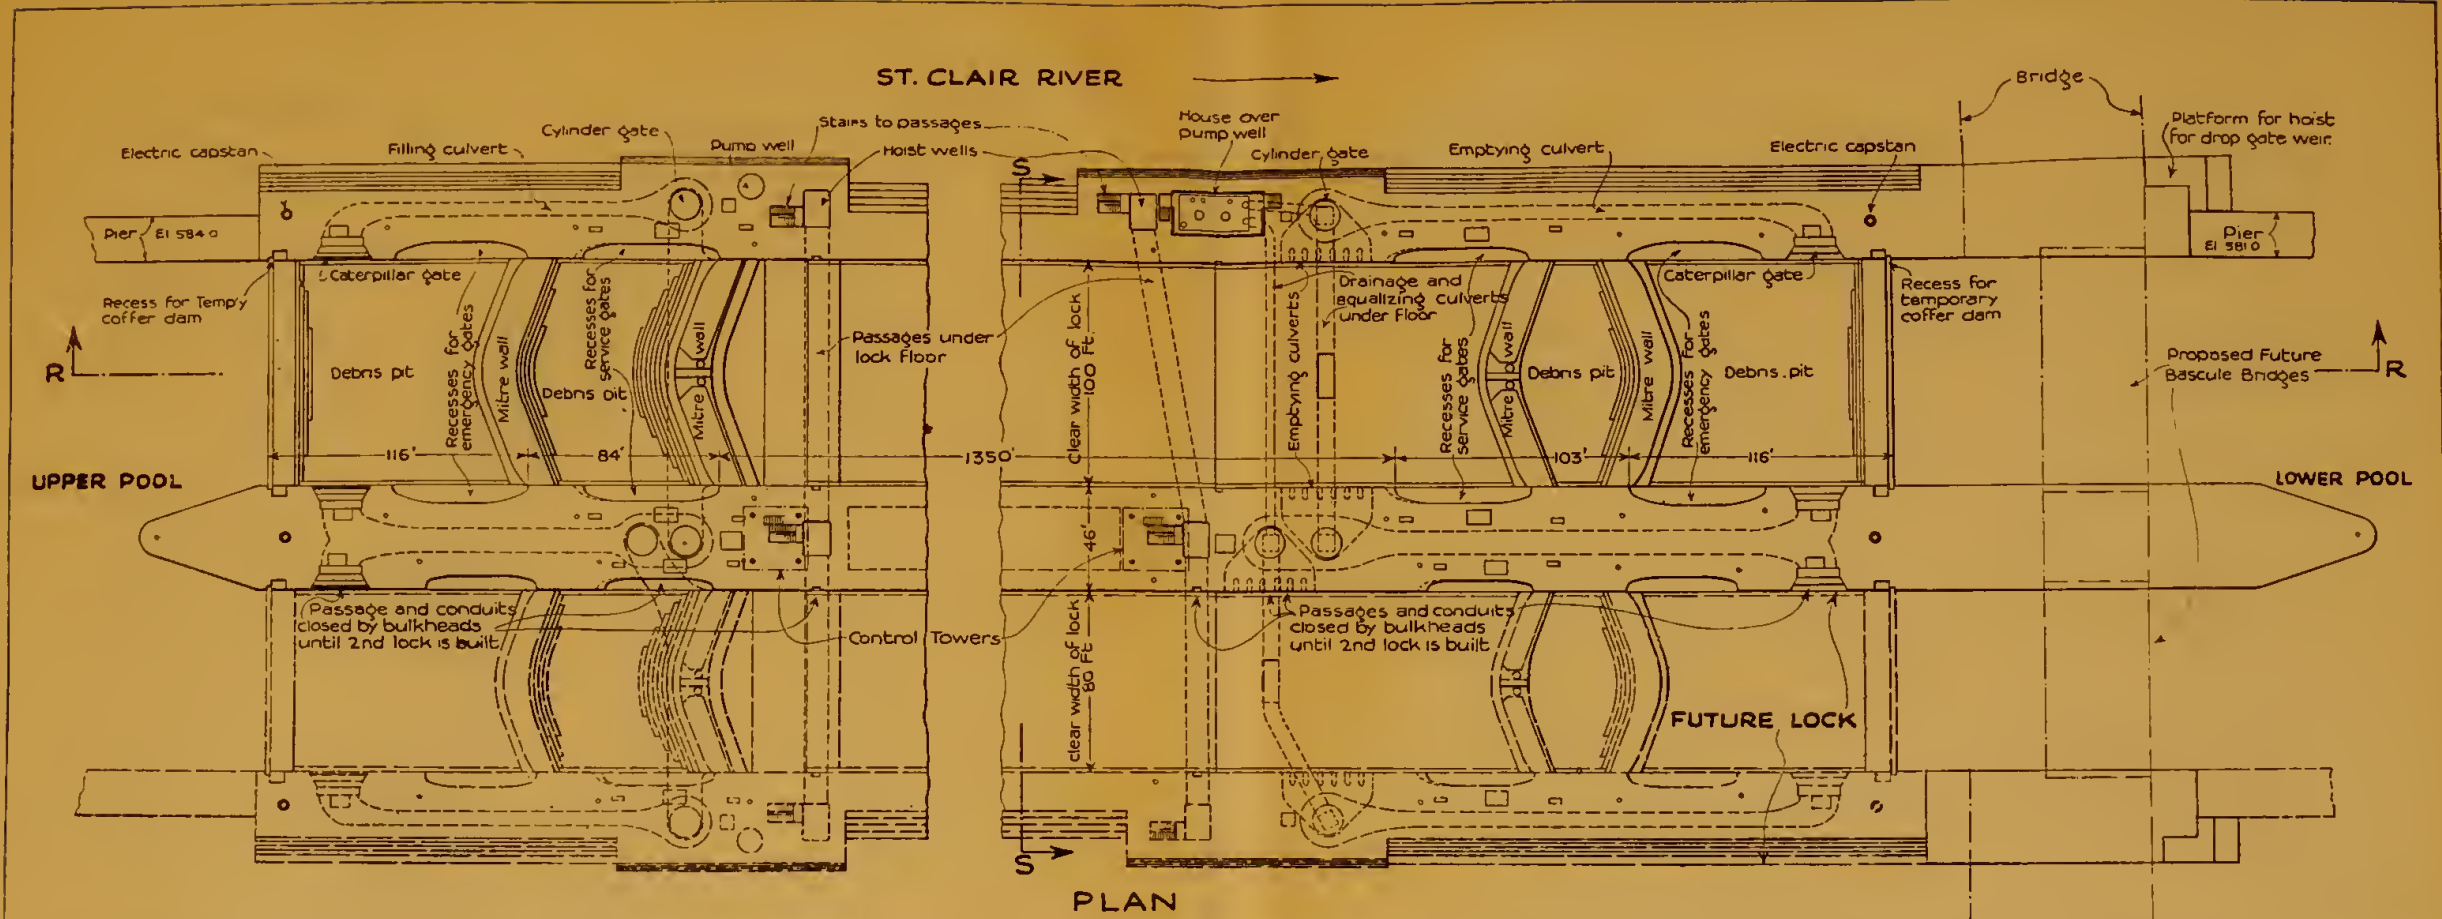 ST. CLAIR RIVER
Bridge
Electric capstan
Filling culvert
Cylinder gate
Pump well
Stairs to passages
Hoist wells
House over
pump well
Cylinder gate
Emptying culvert
Electric capstan
Platform for hoist
for drop gate weir.
S
Pier
El 584 0
Pier
El 581 0
Recess for Temp'y
coffer dam
Caterpillar gate
Recesses for
emergency gates
Mitre wall
Recesses for
service gates
Mitre wall
Debris pit
Debris pit
Passages under
lock floor
Clear width of lock
100 Ft.
Emptying culverts
Drainage and
equalizing culverts
under Floor
Recesses for
service gates
Mitre wall
Debris pit
Mitre wall
Caterpillar gate
Recesses for
emergency gates
Debris. pit
Recess for
temporary
coffer dam
Proposed Future
Bascule Bridges
R
R
116'
84'
1350'
103'
116'
UPPER POOL
LOWER POOL
46'
Passage and conduits
closed by bulkheads
until 2nd lock is built
Control Towers
clear width of lock
80 Ft
Passages and conduits
closed by bulkheads
until 2nd lock is built
FUTURE LOCK
S
PLAN